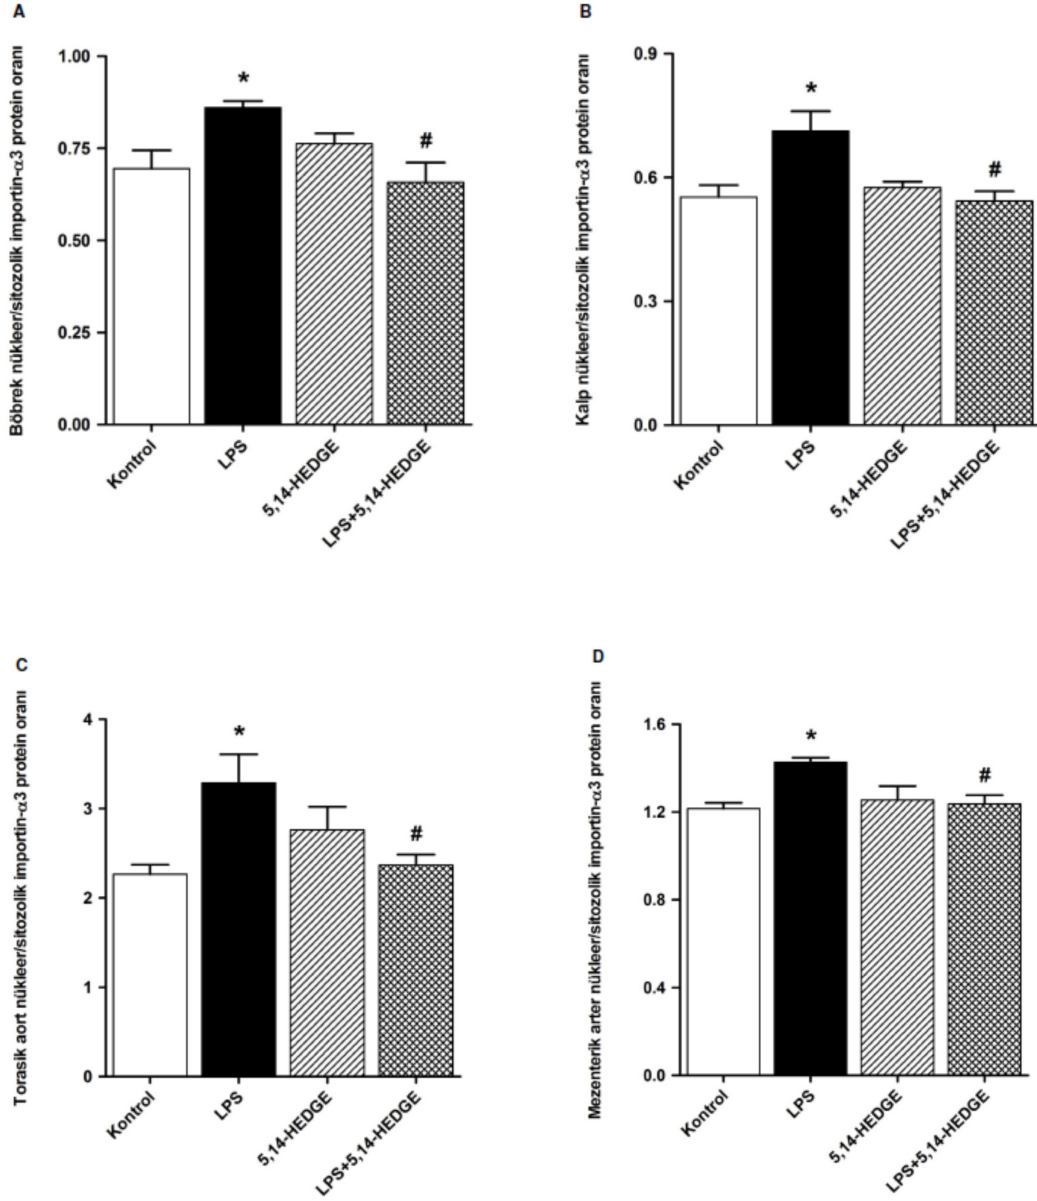 A
Böbrek nükleer/sitozolik importin-α3 protein oranı
1.00
0.75
0.50
0.25
0.00
*
#
Kontrol
LPS
5,14-HEDGE
LPS+5,14-HEDGE
B
Kalp nükleer/sitozolik importin-α3 protein oranı
0.9
0.6
0.3
0.0
*
#
Kontrol
LPS
5,14-HEDGE
LPS+5,14-HEDGE
C
Torasik aort nükleer/sitozolik importin-α3 protein oranı
4
3
2
1
0
*
#
Kontrol
LPS
5,14-HEDGE
LPS+5,14-HEDGE
D
Mezenterik arter nükleer/sitozolik importin-α3 protein oranı
1.6
1.2
0.8
0.4
0.0
*
#
Kontrol
LPS
5,14-HEDGE
LPS+5,14-HEDGE